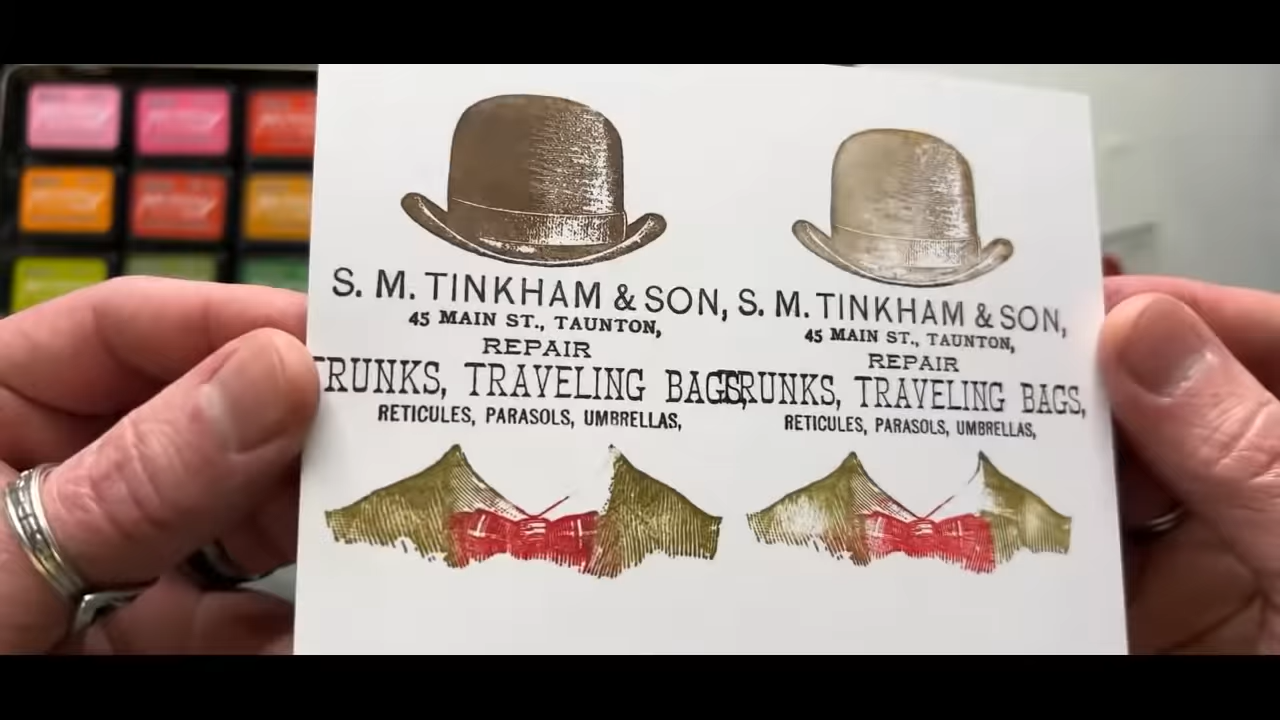 S. M. TINKHAM & SON, S. M. TINKHAM & SON,
45 MAIN ST., TAUNTON, 45 MAIN ST., TAUNTON,
REPAIR REPAIR
TRUNKS, TRAVELING BAGS, TRUNKS, TRAVELING BAGS,
RETICULES, PARASOLS, UMBRELLAS, RETICULES, PARASOLS, UMBRELLAS,